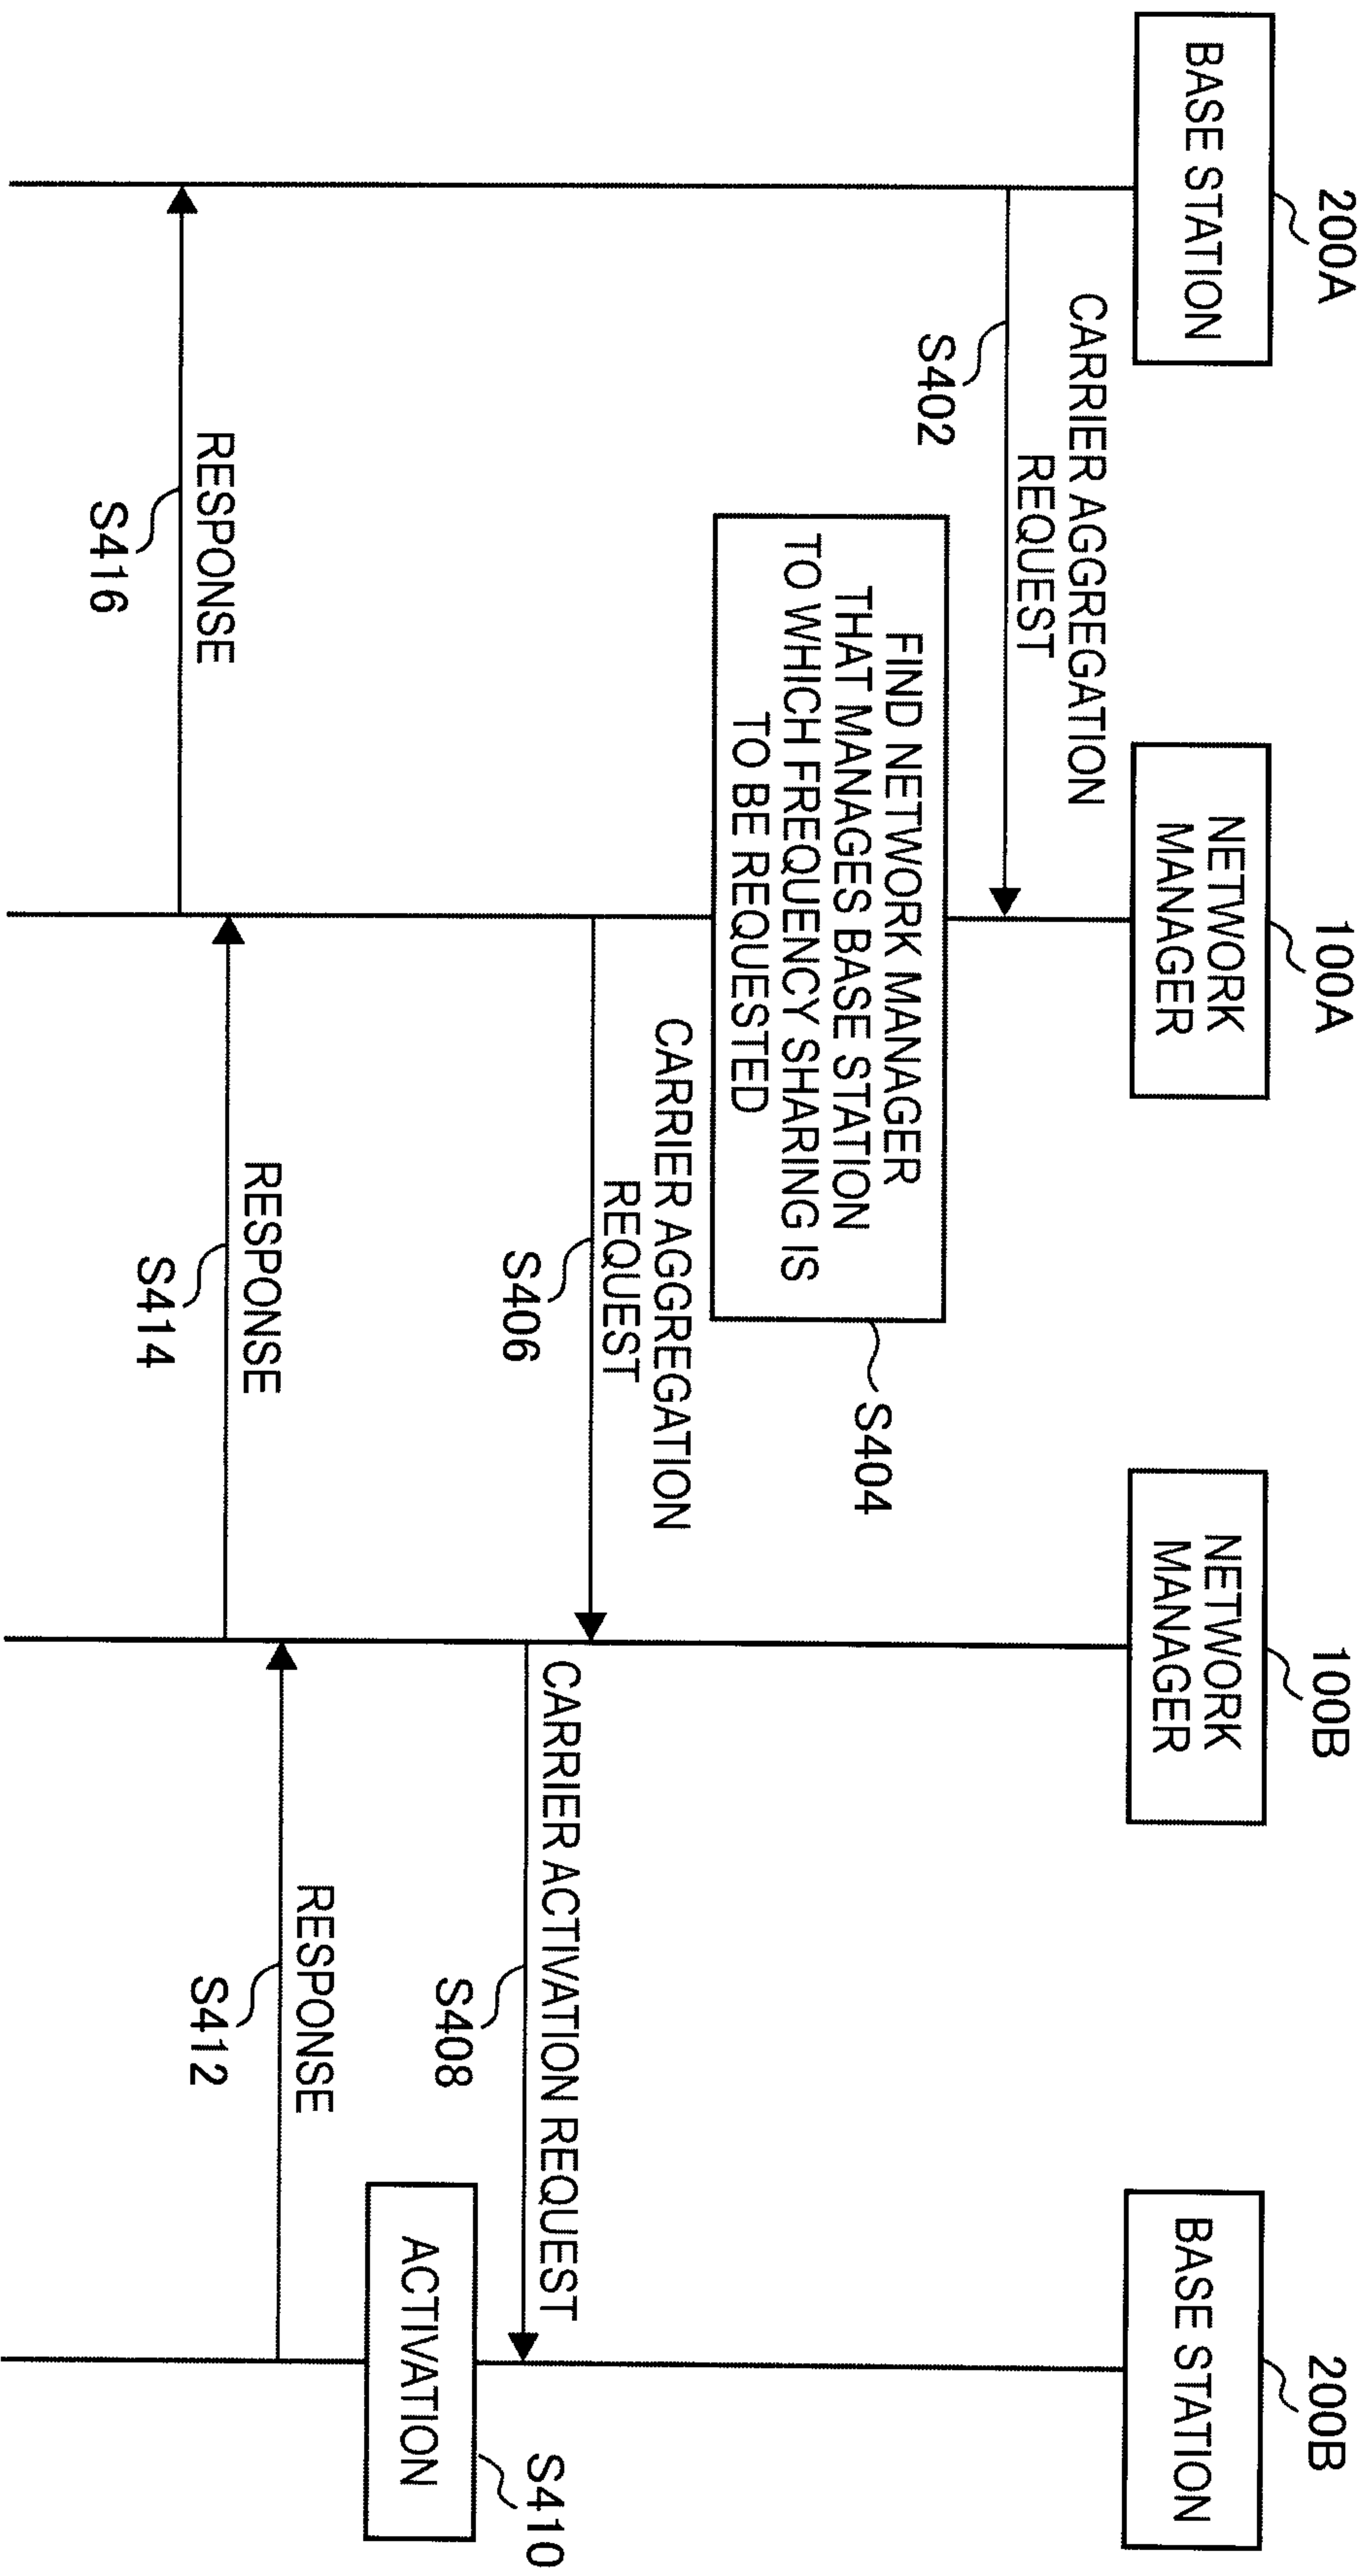 200A
BASE STATION
100A
NETWORK
MANAGER
100B
NETWORK
MANAGER
200B
BASE STATION
CARRIER AGGREGATION
REQUEST
S402
FIND NETWORK MANAGER
THAT MANAGES BASE STATION
TO WHICH FREQUENCY SHARING IS
TO BE REQUESTED
S404
CARRIER AGGREGATION
REQUEST
S406
CARRIER ACTIVATION REQUEST
S408
ACTIVATION
S410
RESPONSE
S412
RESPONSE
S414
RESPONSE
S416